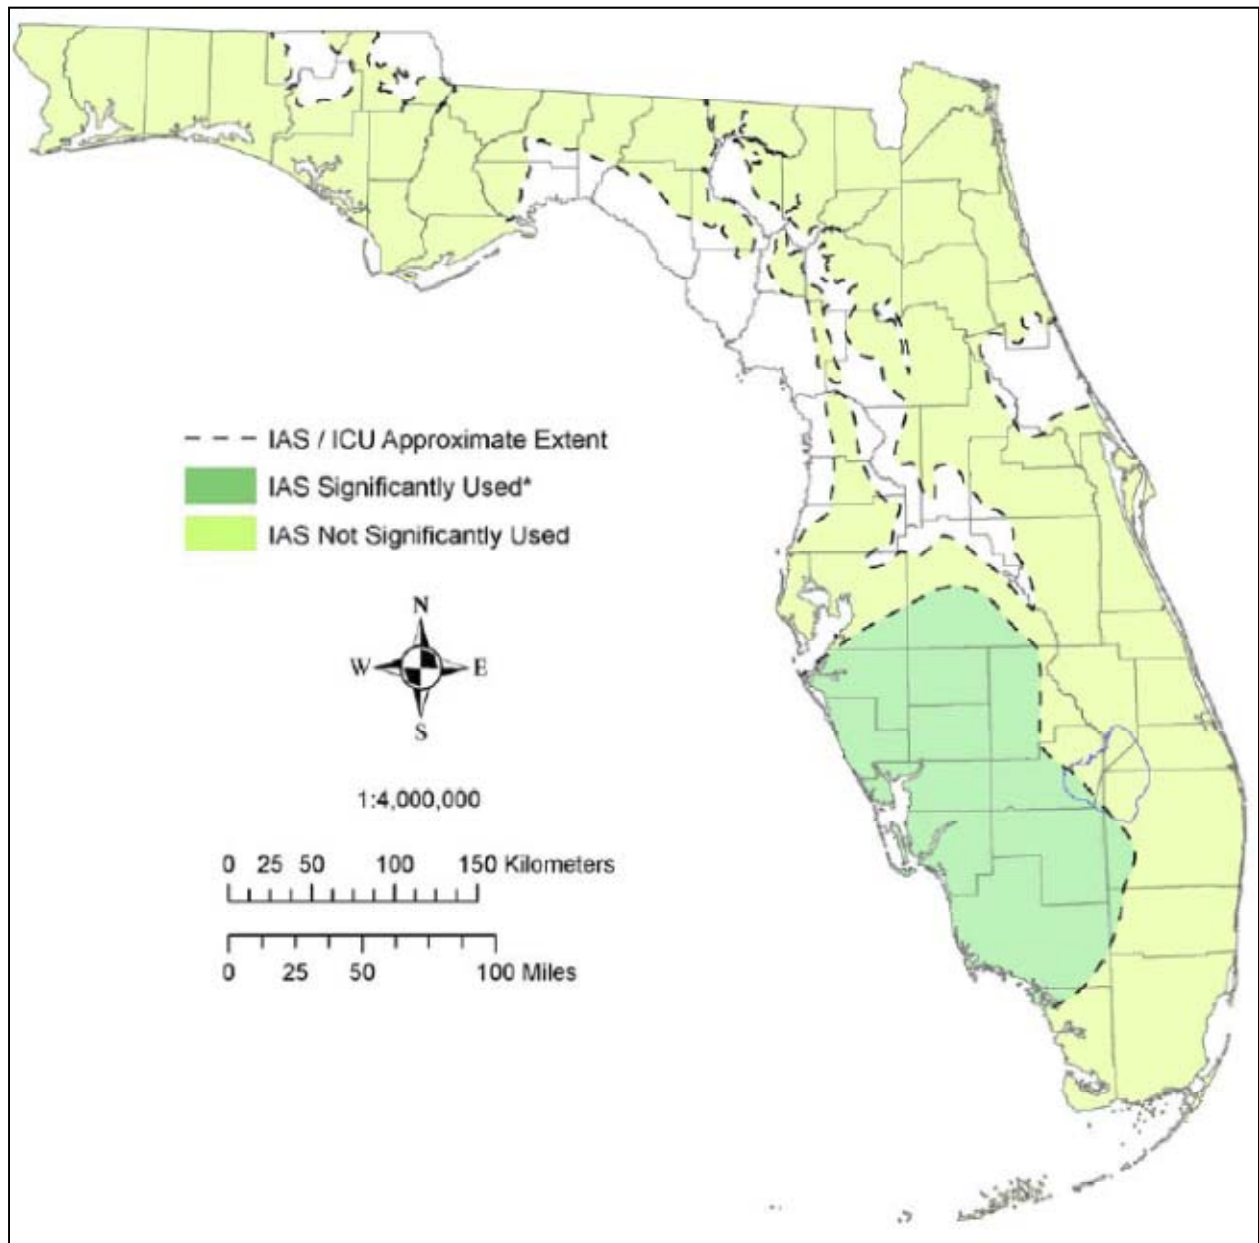 IAS / ICU Approximate Extent
IAS Significantly Used*
IAS Not Significantly Used
N
W E
S
1:4,000,000
0 25 50 100 150 Kilometers
0 25 50 100 Miles